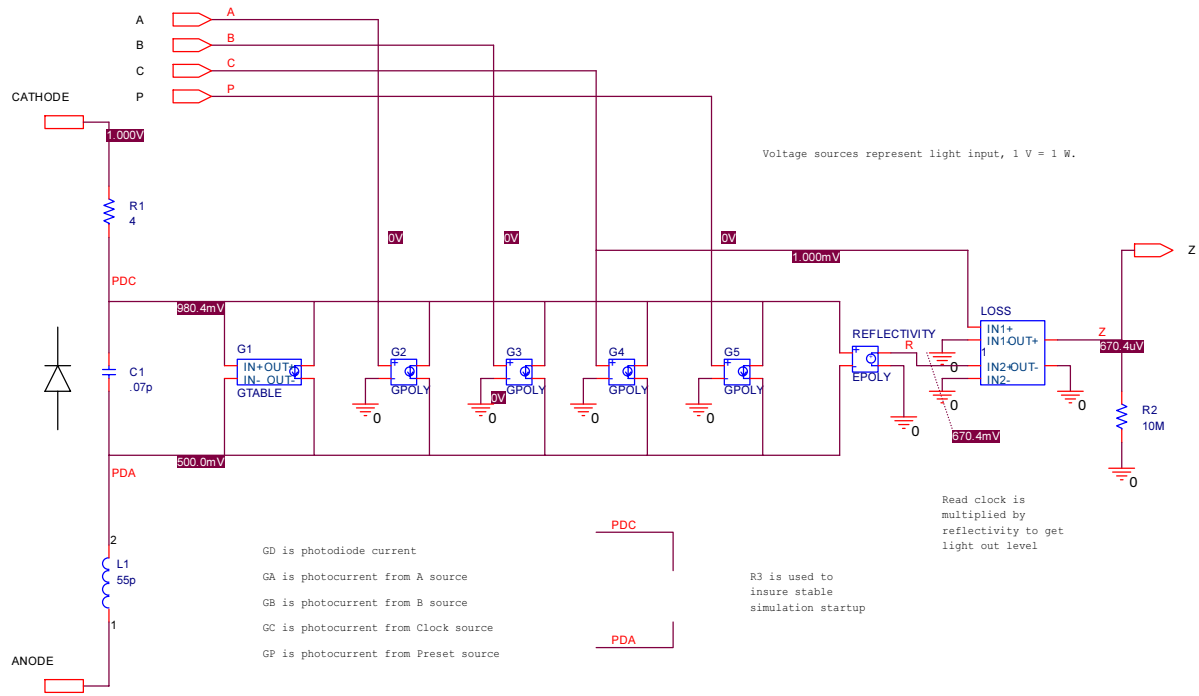 A
A
B
B
C
C
P
P
CATHODE
1.000V
Voltage sources represent light input, 1 V = 1 W.
R1
4
0V
0V
0V
1.000mV
Z
PDC
980.4mV
LOSS
REFLECTIVITY
R
IN1+
IN1-OUT+
1
IN2+OUT-
IN2-
Z
670.4uV
G1
IN+OUT+
IN- OUT-
GTABLE
G2
GPOLY
G3
GPOLY
G4
GPOLY
G5
GPOLY
EPOLY
C1
.07p
0
0
0V
0
0
0
0
0
0
R2
10M
0
670.4mV
500.0mV
PDA
Read clock is
multiplied by
reflectivity to get
light out level
2
L1
55p
1
GD is photodiode current
GA is photocurrent from A source
GB is photocurrent from B source
GC is photocurrent from Clock source
GP is photocurrent from Preset source
PDC
PDA
R3 is used to
insure stable
simulation startup
ANODE